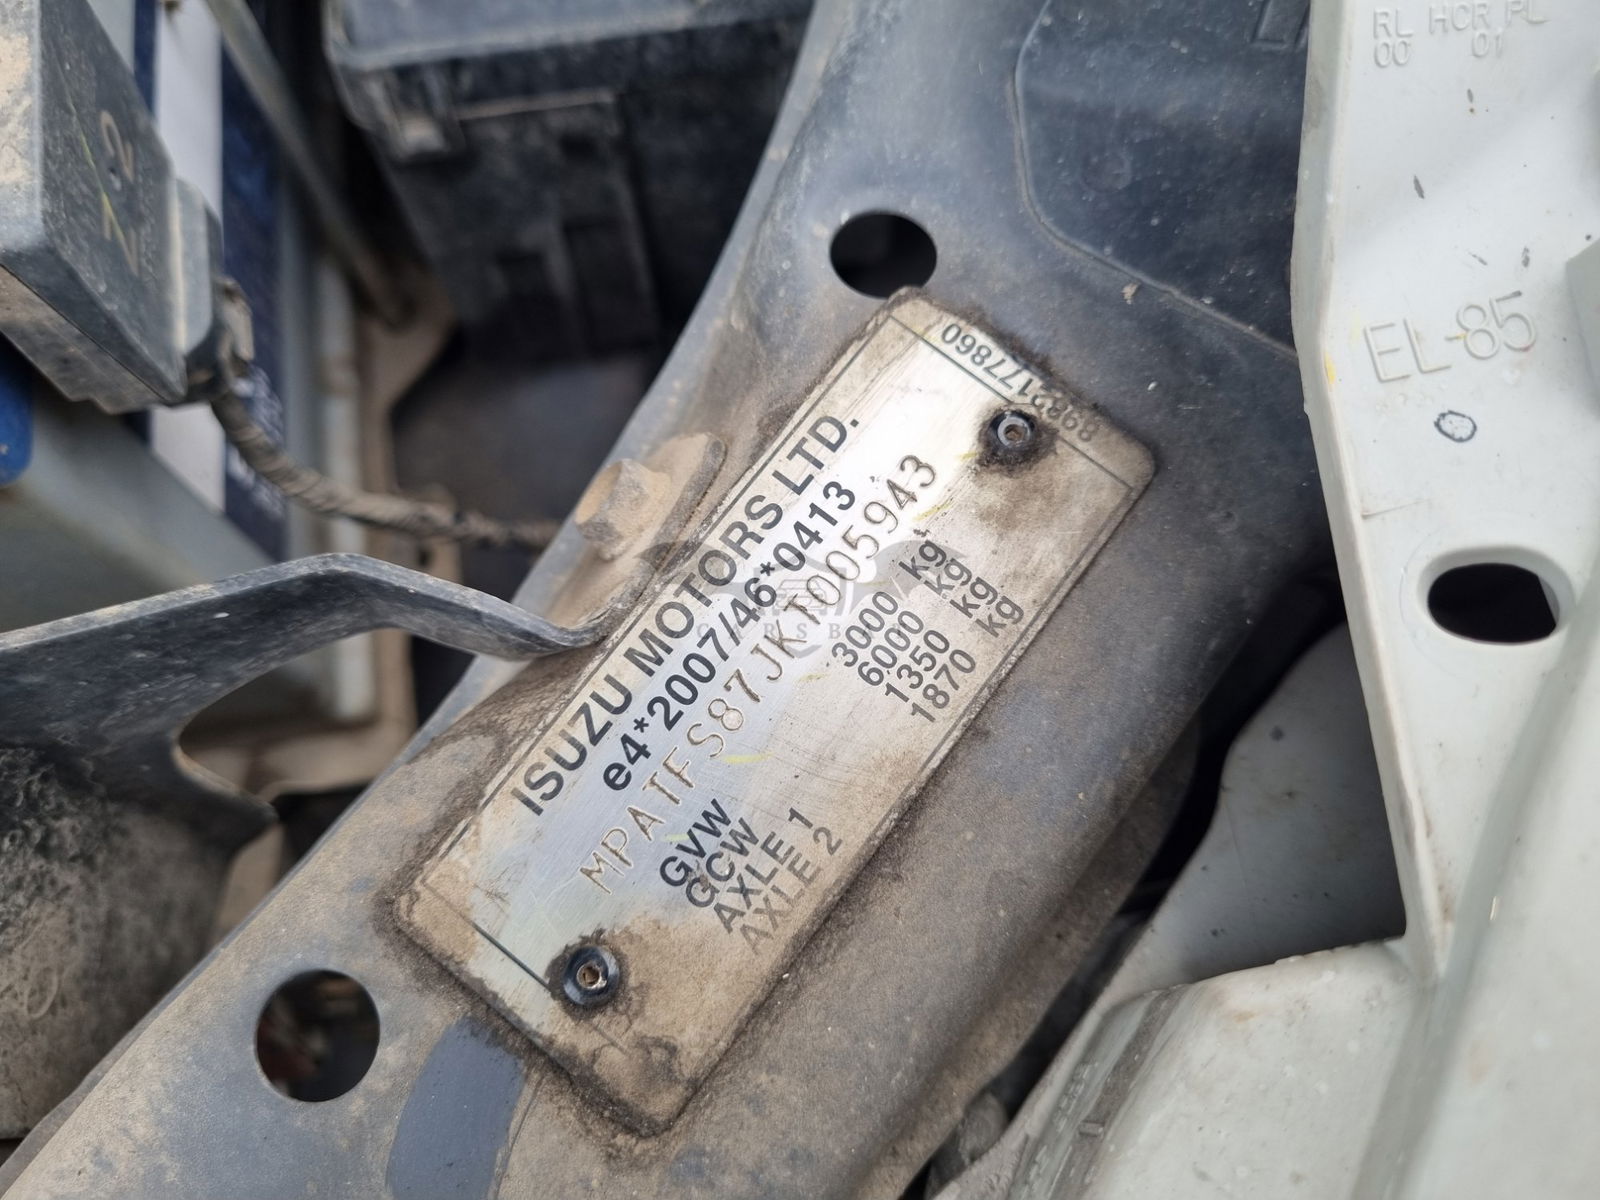 ISUZU MOTORS LTD.
e4*2007/46*0413
MPATFS87JKT005943
GVW 3000 kg
GCW 6000 kg
AXLE 1 1350 kg
AXLE 2 1870 kg
RL HCR PL
00 01
EL-85
CARSBG